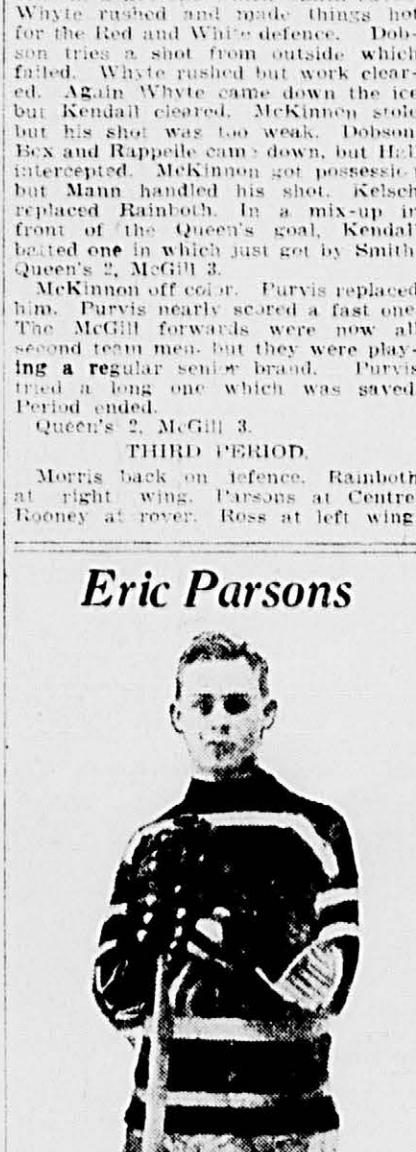 Whyte rushed and made things hot
for the Red and White defence. Dob-
son tries a shot from outside which
failed. Whyte rushed but work clear-
ed. Again Whyte came down the ice
but Kendall cleared. McKinnon stole
but his shot was too weak. Dobson
Box and Rappelle came down, but Hal
intercepted. McKinnon got possessio
but Mann handled his shot. Kelsch
replaced Rainboth. In a mix-up in
front of the Queen's goal, Kendall
batted one in which just got by Smith
Queen's 2, McGill 3.
McKinnon off color. Purvis replaced
him. Purvis nearly scored a fast one
The McGill forwards were now all
second team men. but they were play-
ing a regular senior brand. Purvis
tried a long one which was saved
Period ended.
Queen's 2, McGill 3.
THIRD PERIOD.
Morris back on defence. Rainboth
at right wing. Parsons at Centre
Rooney at rover. Ross at left wing
Eric Parsons